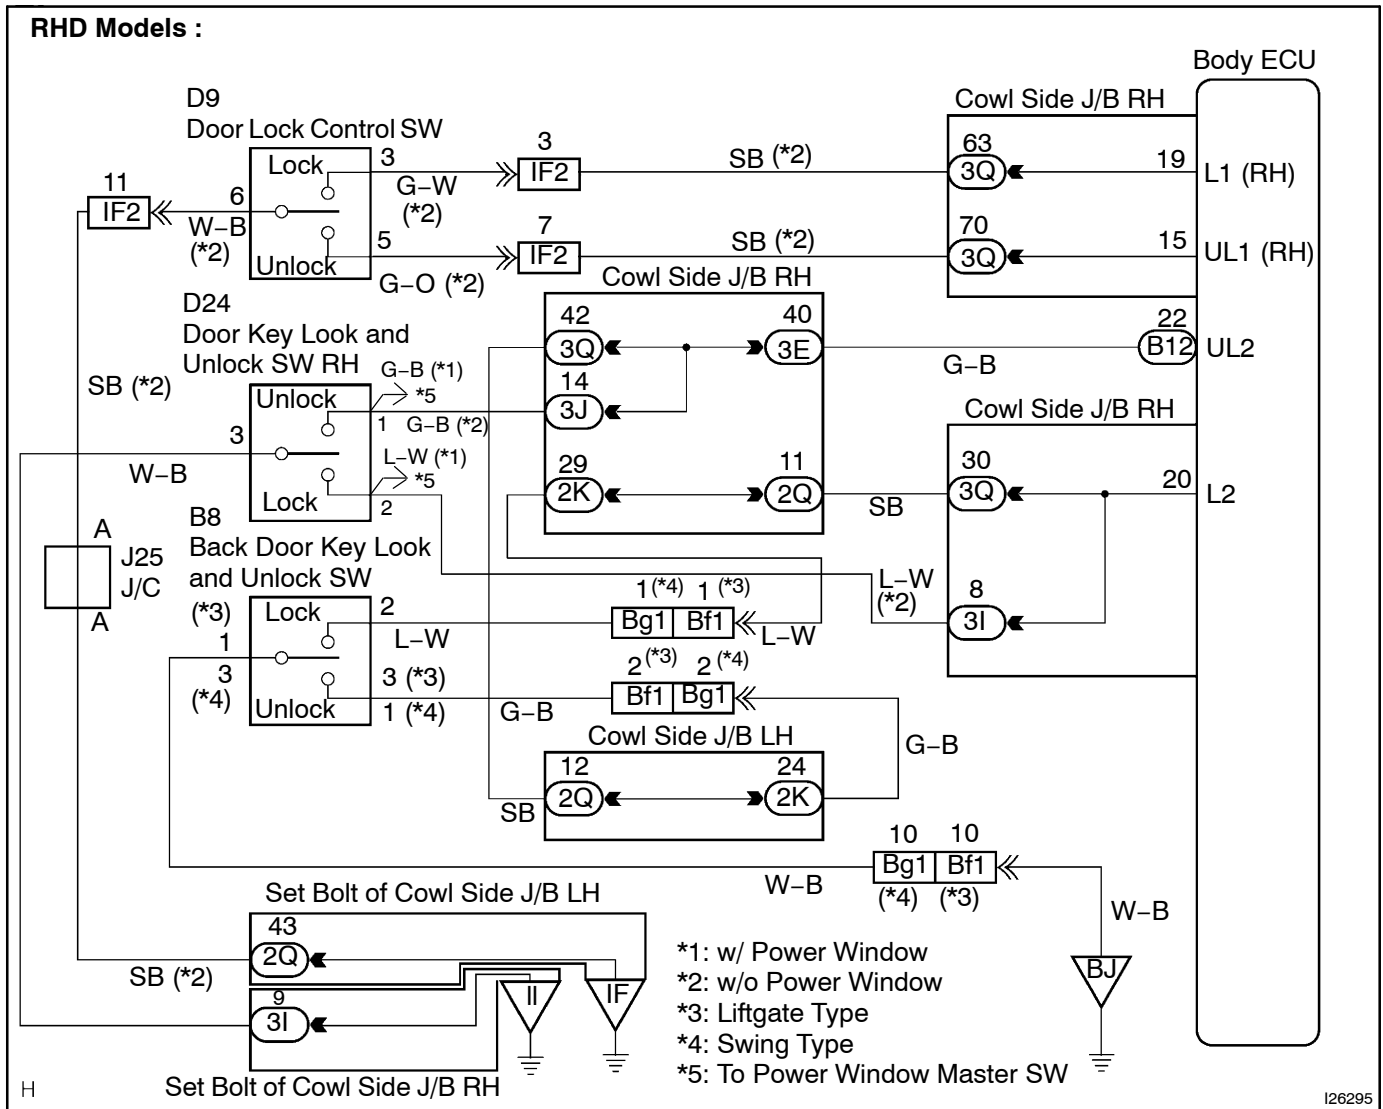 RHD Models :
Body ECU
D9
Door Lock Control SW
Cowl Side J/B RH
Lock
3
G–W
(*2)
3
IF2
SB (*2)
63
3Q
19
L1 (RH)
11
IF2
6
W–B
(*2)
Unlock
5
G–O (*2)
7
IF2
SB (*2)
70
3Q
15
UL1 (RH)
Cowl Side J/B RH
D24
Door Key Look and
Unlock SW RH
42
3Q
40
3E
G–B
22
B12
UL2
SB (*2)
G–B (*1)
*5
Unlock
1
G–B (*2)
14
3J
Cowl Side J/B RH
3
W–B
L–W (*1)
*5
Lock
2
29
2K
11
2Q
SB
30
3Q
20
L2
B8
Back Door Key Look
and Unlock SW
A
J25
J/C
A
(*3)
1
3
(*4)
Lock
2
L–W
1 (*4)
1 (*3)
Bg1
Bf1
L–W
L–W
(*2)
8
3I
Unlock
3 (*3)
1 (*4)
G–B
2 (*3)
2 (*4)
Bf1
Bg1
G–B
Cowl Side J/B LH
12
2Q
24
2K
SB
10
10
Bg1
Bf1
(*4)
(*3)
W–B
W–B
BJ
Set Bolt of Cowl Side J/B LH
43
2Q
SB (*2)
IF
9
3I
II
Set Bolt of Cowl Side J/B RH
*1: w/ Power Window
*2: w/o Power Window
*3: Liftgate Type
*4: Swing Type
*5: To Power Window Master SW
H
I26295